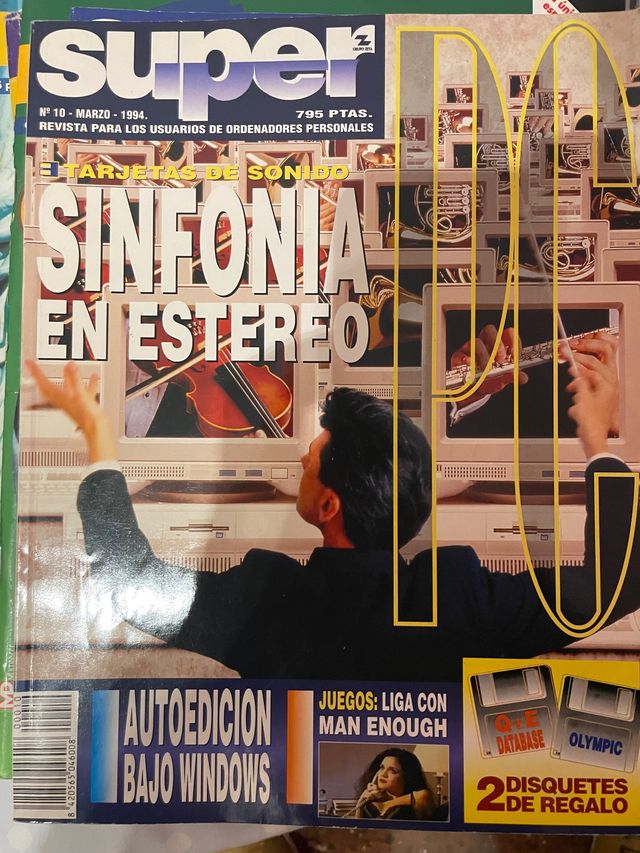 super
PC
GRUPO ZETA
Nº 10 - MARZO - 1994.
795 PTAS.
REVISTA PARA LOS USUARIOS DE ORDENADORES PERSONALES
TARJETAS DE SONIDO
SINFONIA
EN ESTEREO
AUTOEDICION
BAJO WINDOWS
JUEGOS: LIGA CON
MAN ENOUGH
Q+E
DATABASE
OLYMPIC
2 DISQUETES
DE REGALO
00010
8 420565 046008